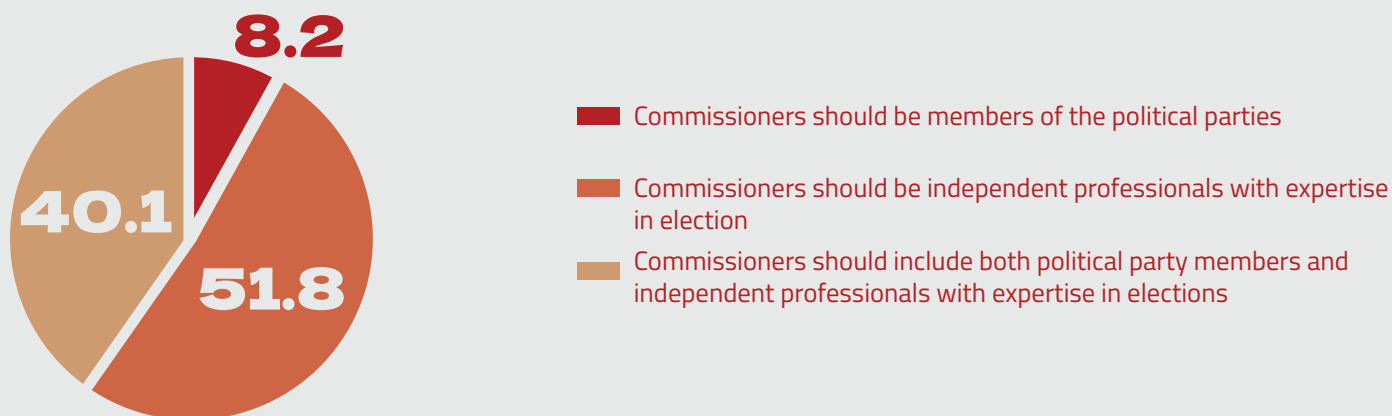 8.2
40.1
51.8
Commissioners should be members of the political parties
Commissioners should be independent professionals with expertise
in election
Commissioners should include both political party members and
independent professionals with expertise in elections